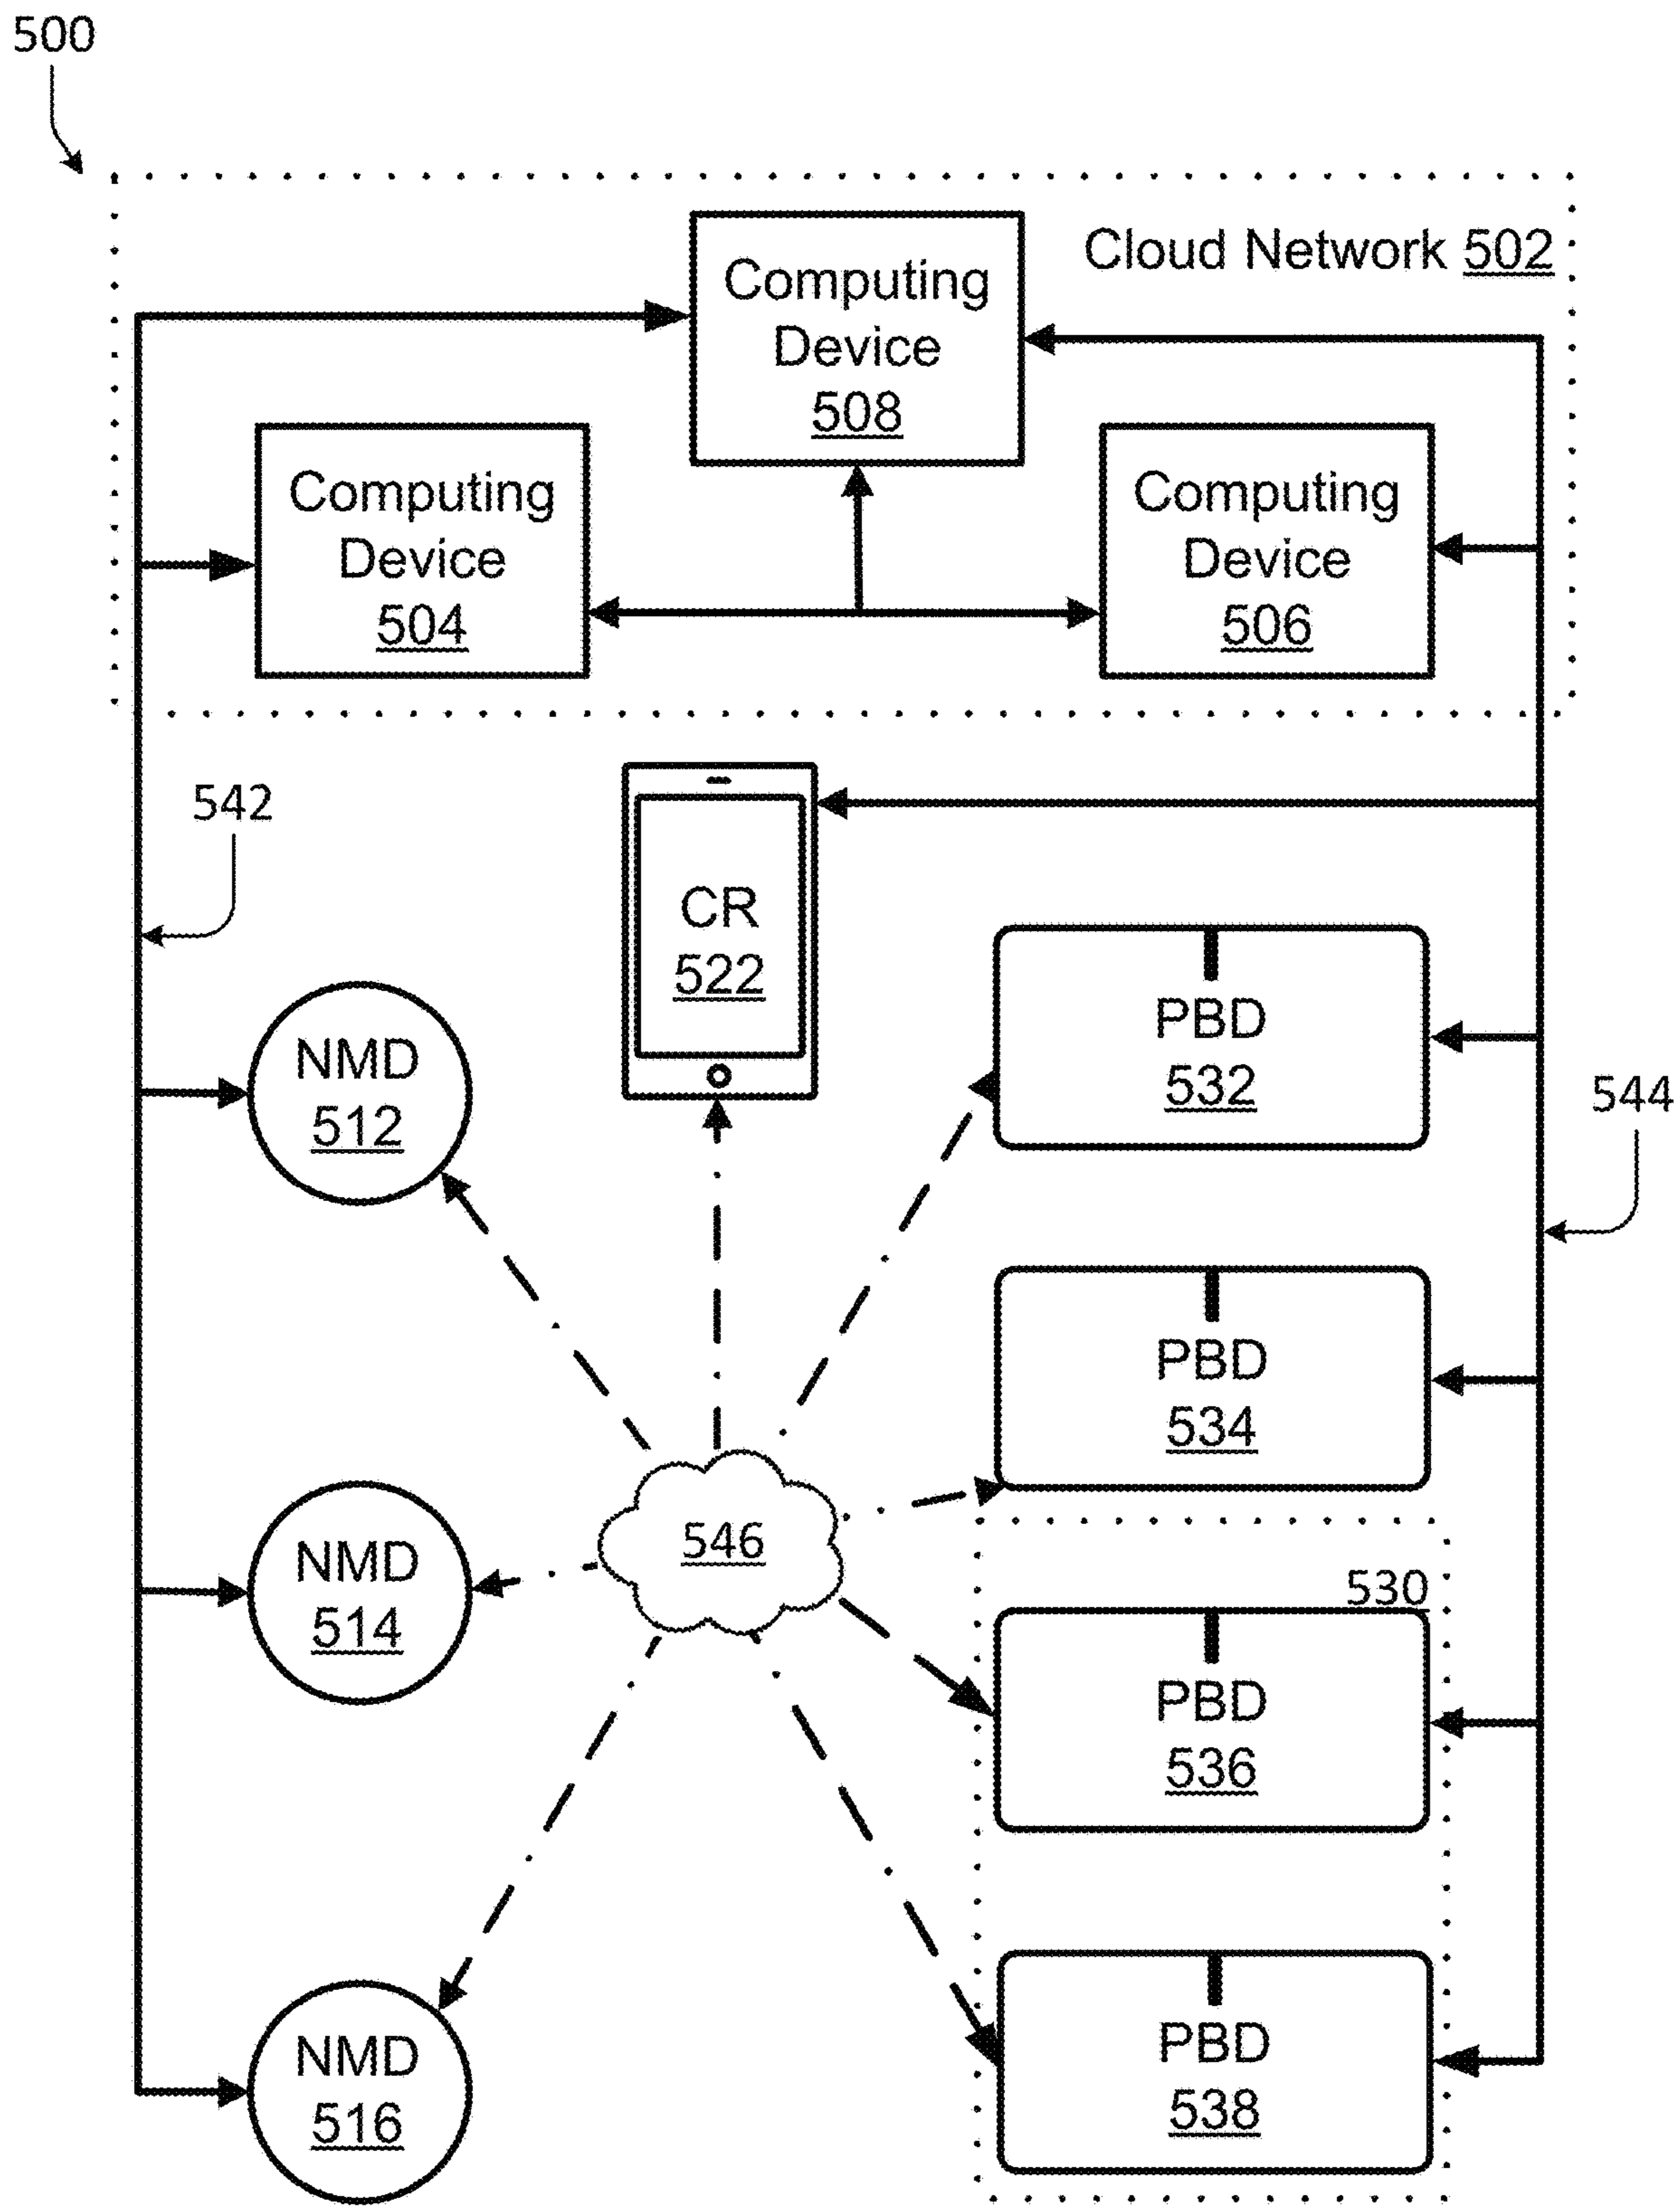 500
Cloud Network 502
Computing
Device
508
Computing
Device
504
Computing
Device
506
542
CR
522
544
NMD
512
PBD
532
PBD
534
546
NMD
514
530
PBD
536
NMD
516
PBD
538